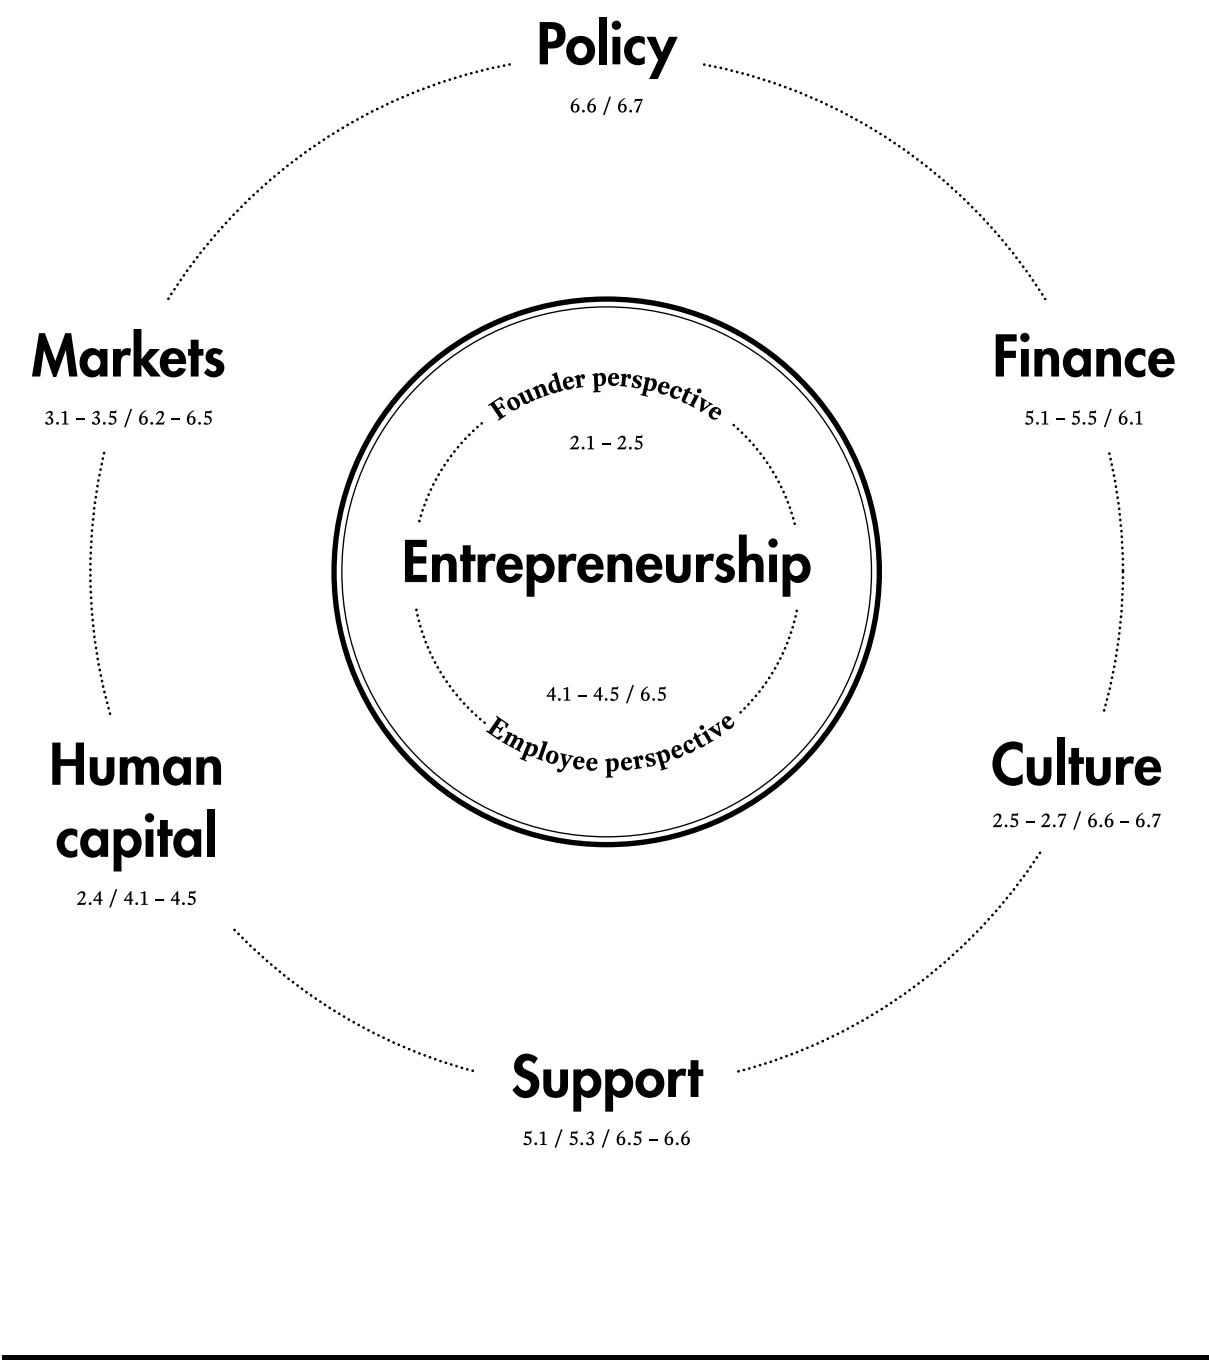 Policy
6.6 / 6.7
Markets
3.1 – 3.5 / 6.2 – 6.5
Finance
5.1 – 5.5 / 6.1
Founder perspective
2.1 – 2.5
Entrepreneurship
4.1 – 4.5 / 6.5
Employee perspective
Human
capital
2.4 / 4.1 – 4.5
Culture
2.5 – 2.7 / 6.6 – 6.7
Support
5.1 / 5.3 / 6.5 – 6.6